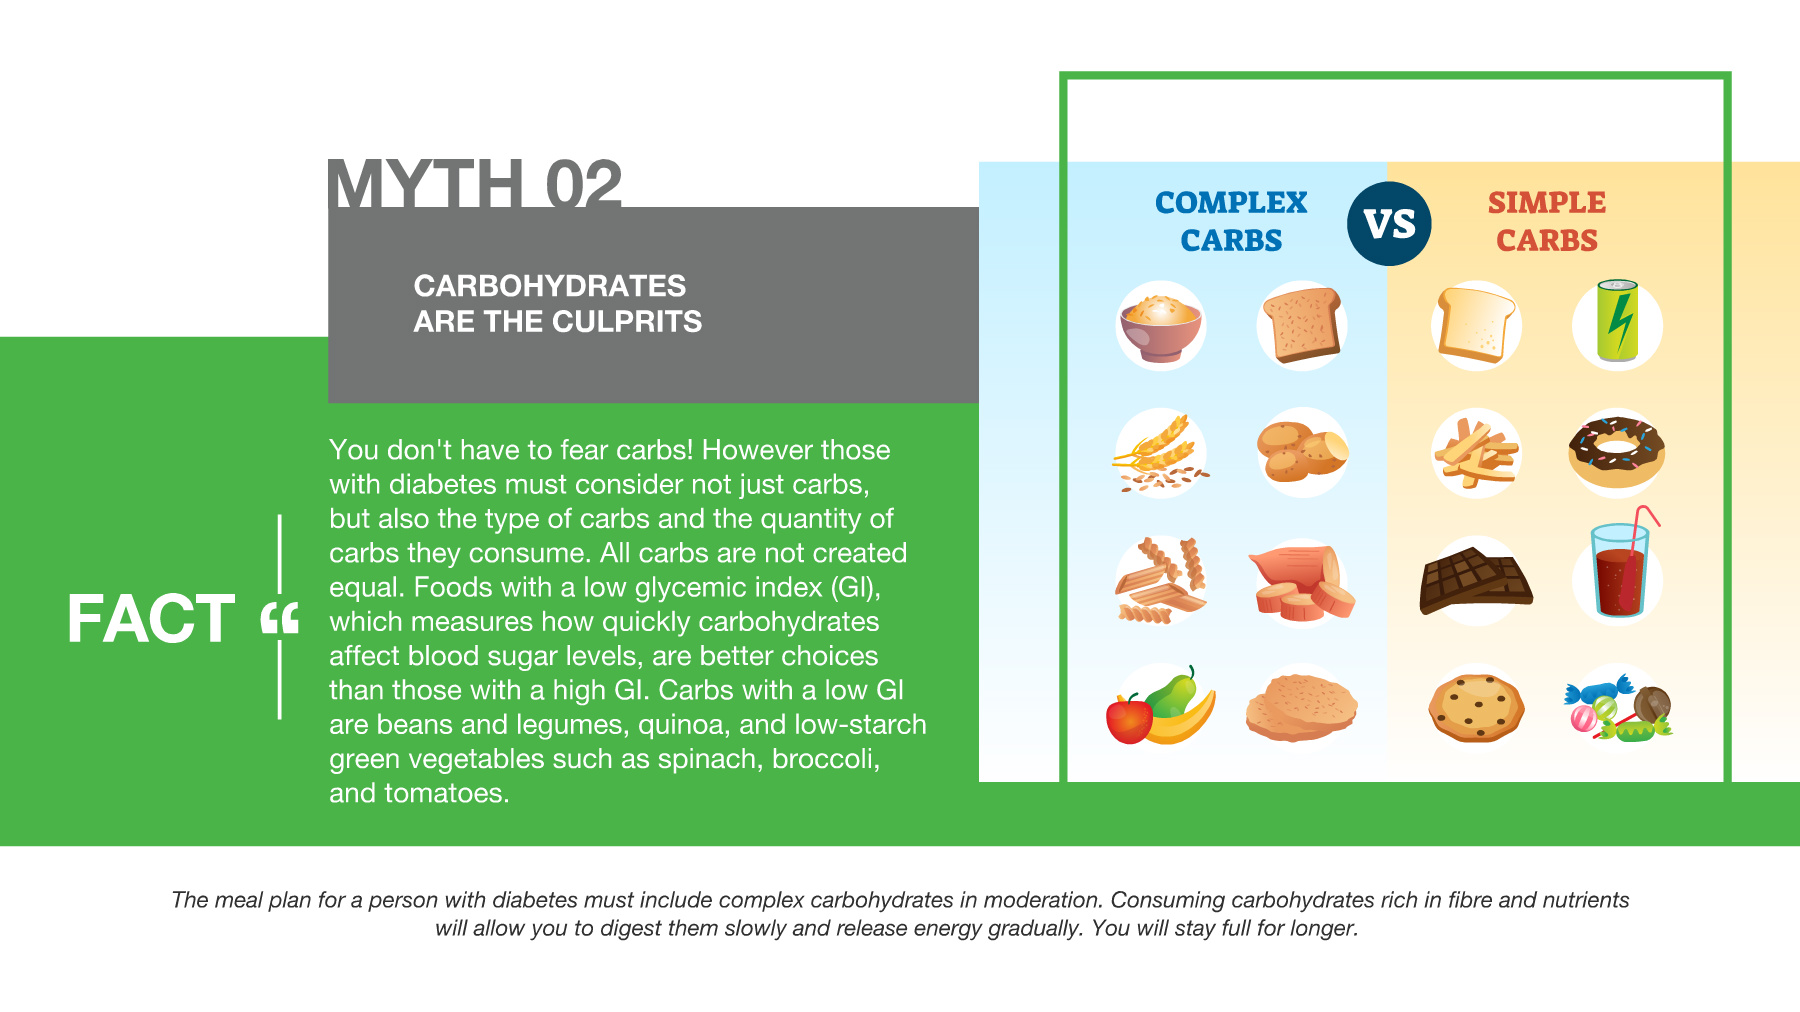 MYTH 02
CARBOHYDRATES
ARE THE CULPRITS
FACT “
You don't have to fear carbs! However those
with diabetes must consider not just carbs,
but also the type of carbs and the quantity of
carbs they consume. All carbs are not created
equal. Foods with a low glycemic index (GI),
which measures how quickly carbohydrates
affect blood sugar levels, are better choices
than those with a high GI. Carbs with a low GI
are beans and legumes, quinoa, and low-starch
green vegetables such as spinach, broccoli,
and tomatoes.
COMPLEX
CARBS
VS
SIMPLE
CARBS
The meal plan for a person with diabetes must include complex carbohydrates in moderation. Consuming carbohydrates rich in fibre and nutrients
will allow you to digest them slowly and release energy gradually. You will stay full for longer.